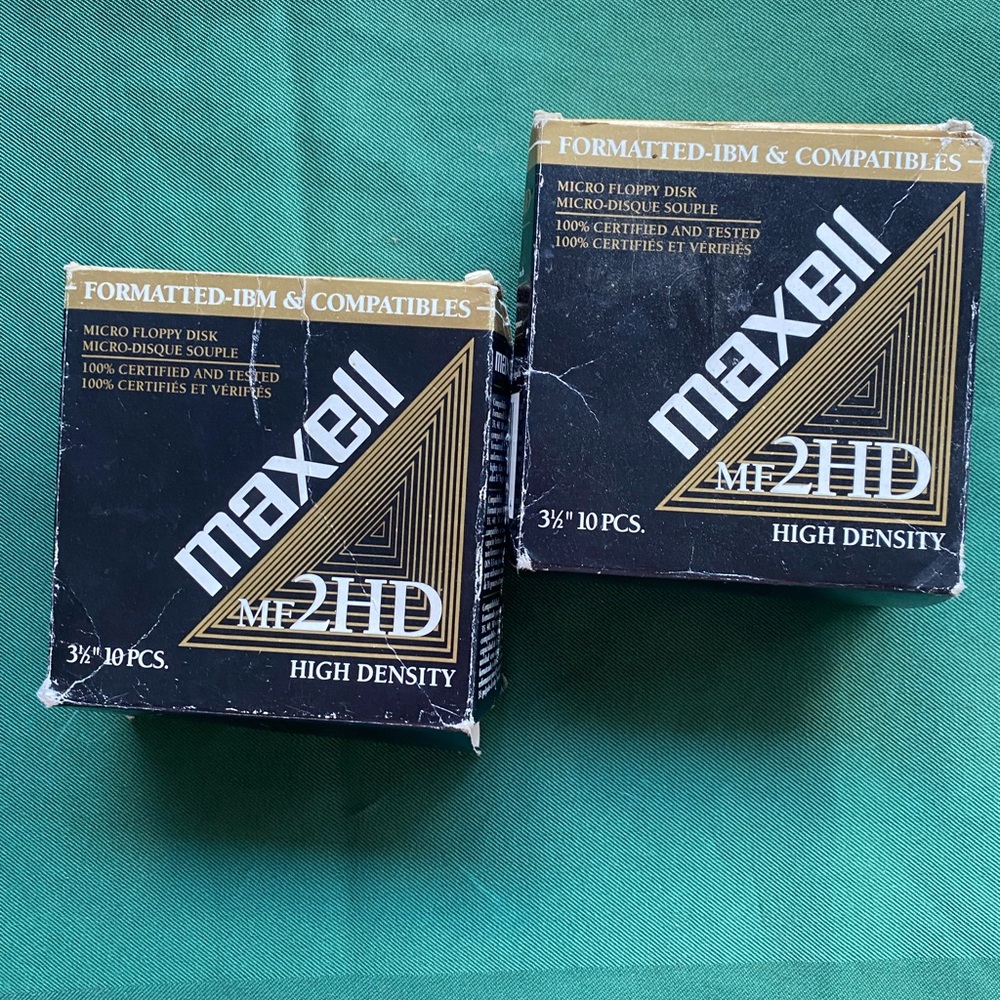 FORMATTED-IBM & COMPATIBLES
MICRO FLOPPY DISK
MICRO-DISQUE SOUPLE
100% CERTIFIED AND TESTED
100% CERTIFIÉS ET VÉRIFIÉS
maxell
MF2HD
3½" 10 PCS.
HIGH DENSITY
FORMATTED-IBM & COMPATIBLES
MICRO FLOPPY DISK
MICRO-DISQUE SOUPLE
100% CERTIFIED AND TESTED
100% CERTIFIÉS ET VÉRIFIÉS
maxell
MF2HD
3½" 10 PCS.
HIGH DENSITY